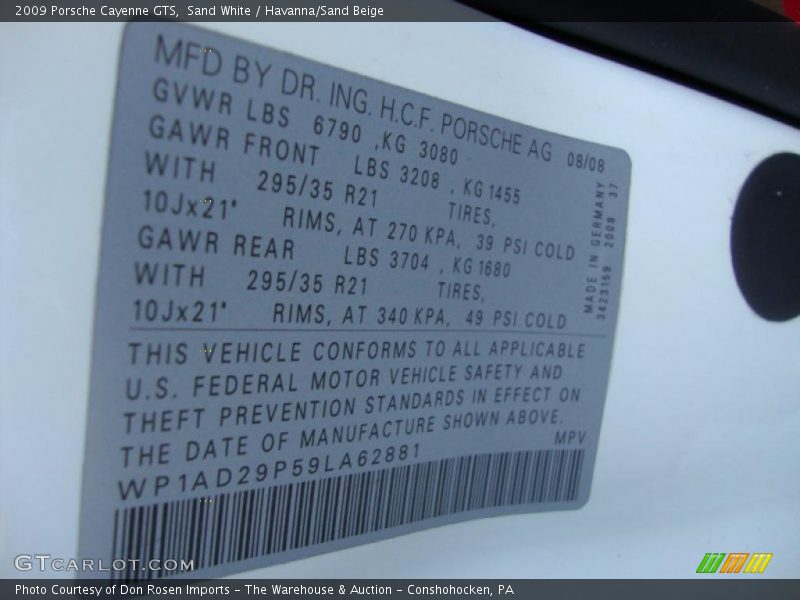 2009 Porsche Cayenne GTS,  Sand White / Havanna/Sand Beige
MFD BY DR. ING. H.C.F. PORSCHE AG 08/08
GVWR LBS 6790 ,KG 3080
GAWR FRONT LBS 3208 , KG 1455
WITH 295/35 R21 TIRES,
10Jx21" RIMS, AT 270 KPA, 39 PSI COLD
GAWR REAR LBS 3704 , KG 1680
WITH 295/35 R21 TIRES,
10Jx21" RIMS, AT 340 KPA, 49 PSI COLD
MADE IN GERMANY
3423159 2008 37
THIS VEHICLE CONFORMS TO ALL APPLICABLE
U.S. FEDERAL MOTOR VEHICLE SAFETY AND
THEFT PREVENTION STANDARDS IN EFFECT ON
THE DATE OF MANUFACTURE SHOWN ABOVE.
WP1AD29P59LA62881 MPV
GTCARLOT.COM
Photo Courtesy of Don Rosen Imports - The Warehouse & Auction - Conshohocken, PA